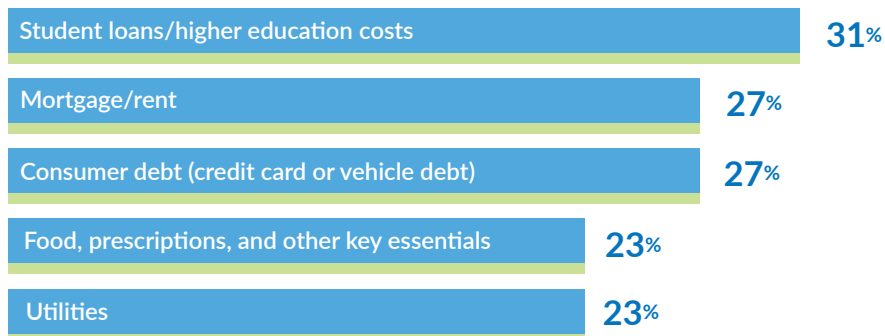 Student loans/higher education costs 31%
Mortgage/rent 27%
Consumer debt (credit card or vehicle debt) 27%
Food, prescriptions, and other key essentials 23%
Utilities 23%